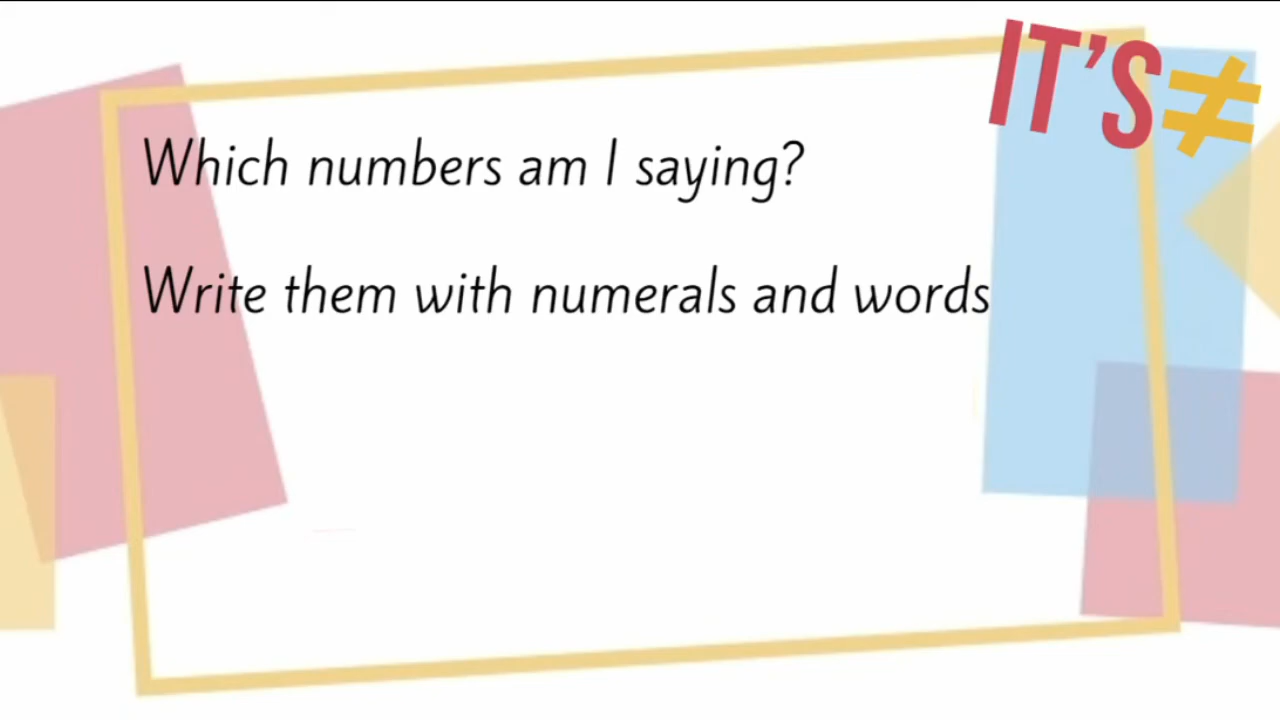 IT'S≠
Which numbers am I saying?
Write them with numerals and words